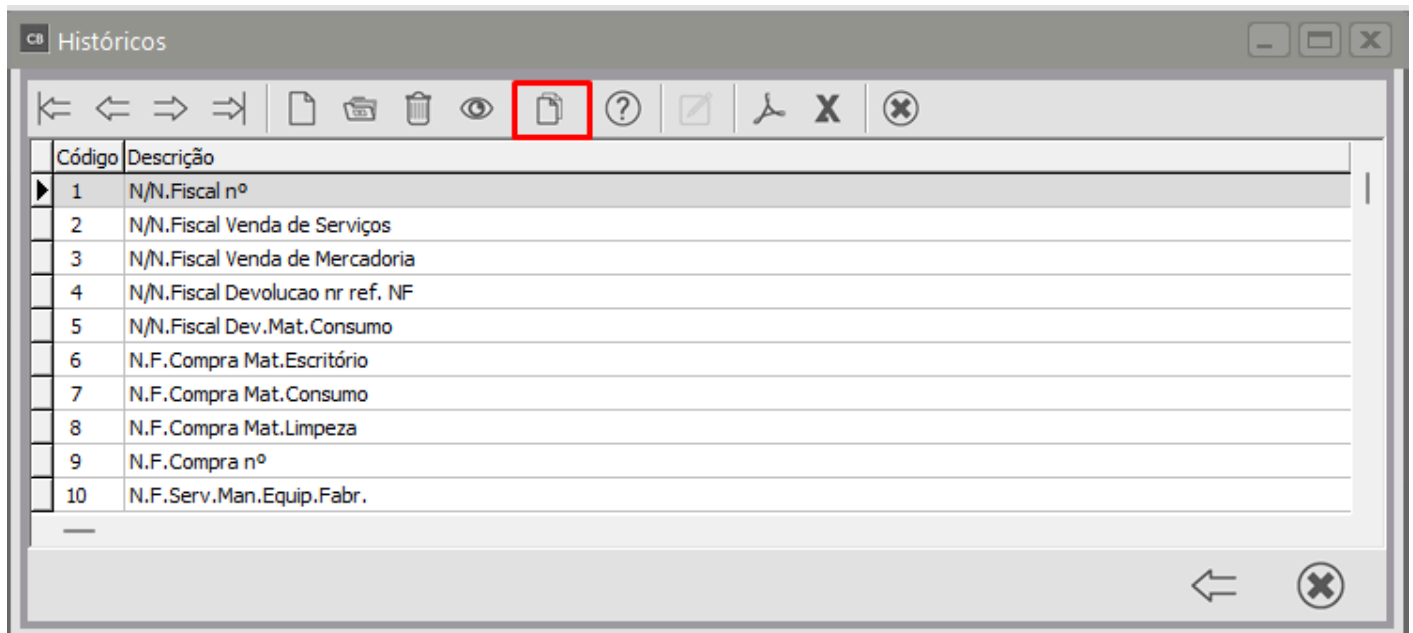 CB Históricos
Código Descrição
1 N/N.Fiscal nº
2 N/N.Fiscal Venda de Serviços
3 N/N.Fiscal Venda de Mercadoria
4 N/N.Fiscal Devolucao nr ref. NF
5 N/N.Fiscal Dev.Mat.Consumo
6 N.F.Compra Mat.Escritório
7 N.F.Compra Mat.Consumo
8 N.F.Compra Mat.Limpeza
9 N.F.Compra nº
10 N.F.Serv.Man.Equip.Fabr.